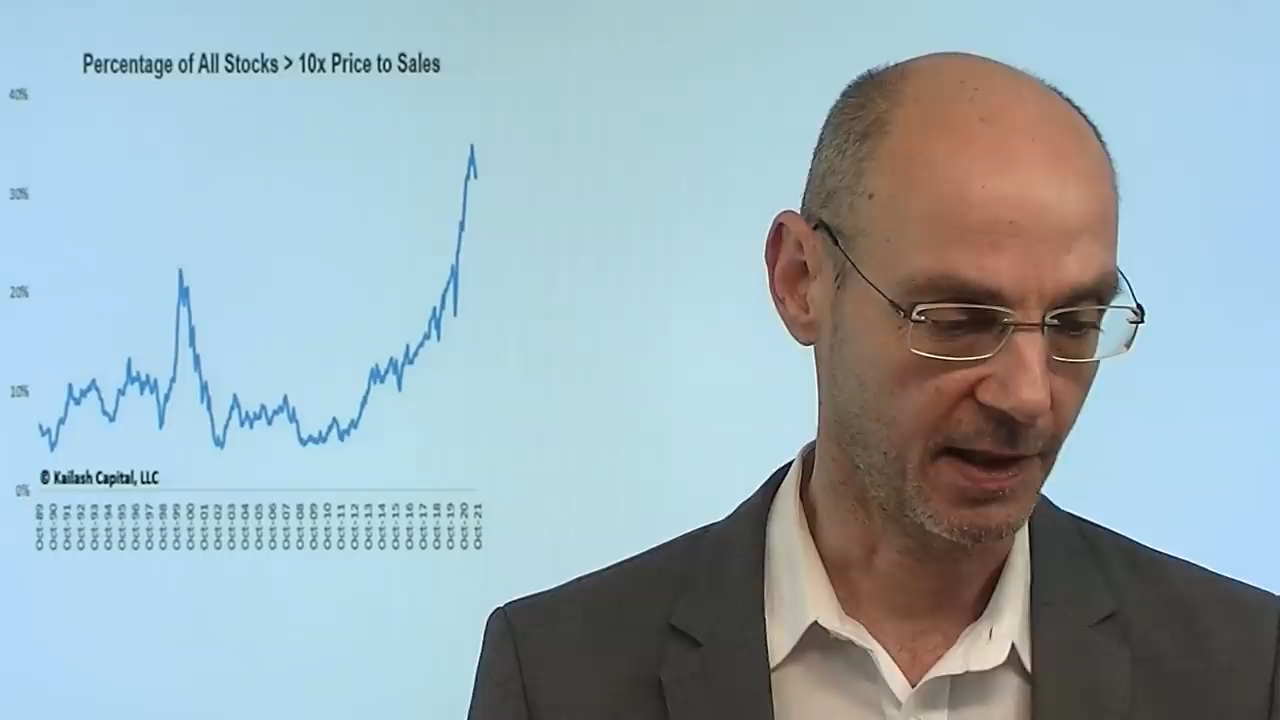 Percentage of All Stocks > 10x Price to Sales
40%
30%
20%
10%
© Kailash Capital, LLC
0%
Oct-89
Oct-90
Oct-91
Oct-92
Oct-93
Oct-94
Oct-95
Oct-96
Oct-97
Oct-98
Oct-99
Oct-00
Oct-01
Oct-02
Oct-03
Oct-04
Oct-05
Oct-06
Oct-07
Oct-08
Oct-09
Oct-10
Oct-11
Oct-12
Oct-13
Oct-14
Oct-15
Oct-16
Oct-17
Oct-18
Oct-19
Oct-20
Oct-21